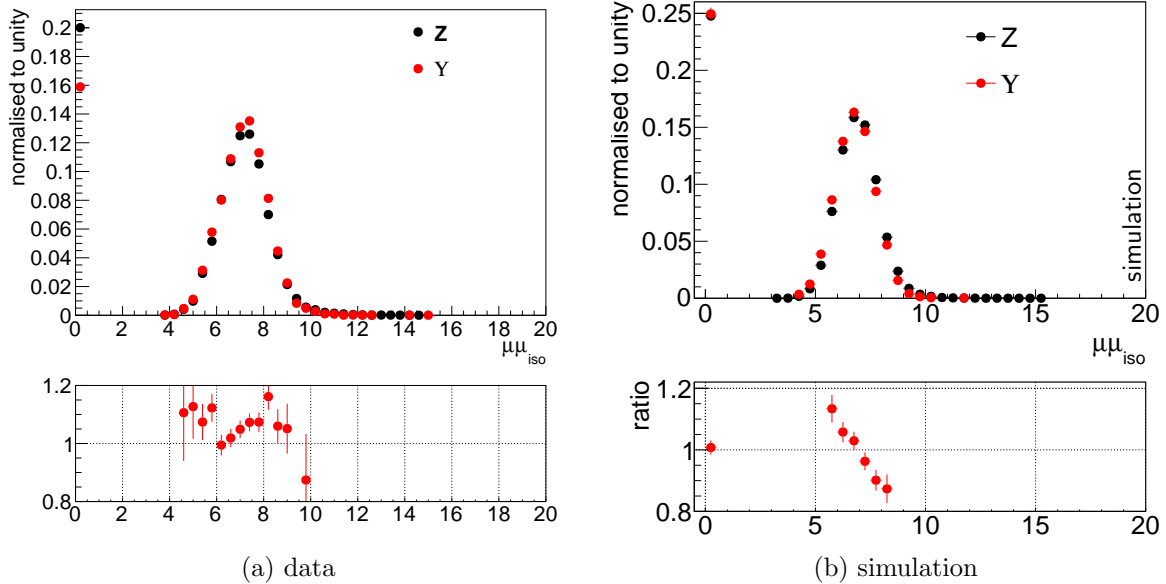 normalised to unity
0.2
0.18
0.16
0.14
0.12
0.1
0.08
0.06
0.04
0.02
0
Z
Y
0 2 4 6 8 10 12 14 16 18 20
μμ_iso
1.2
1
0.8
0 2 4 6 8 10 12 14 16 18 20
(a) data
normalised to unity
0.25
0.2
0.15
0.1
0.05
0
Z
Y
simulation
0 5 10 15 20
μμ_iso
ratio
1.2
1
0.8
0 5 10 15 20
(b) simulation